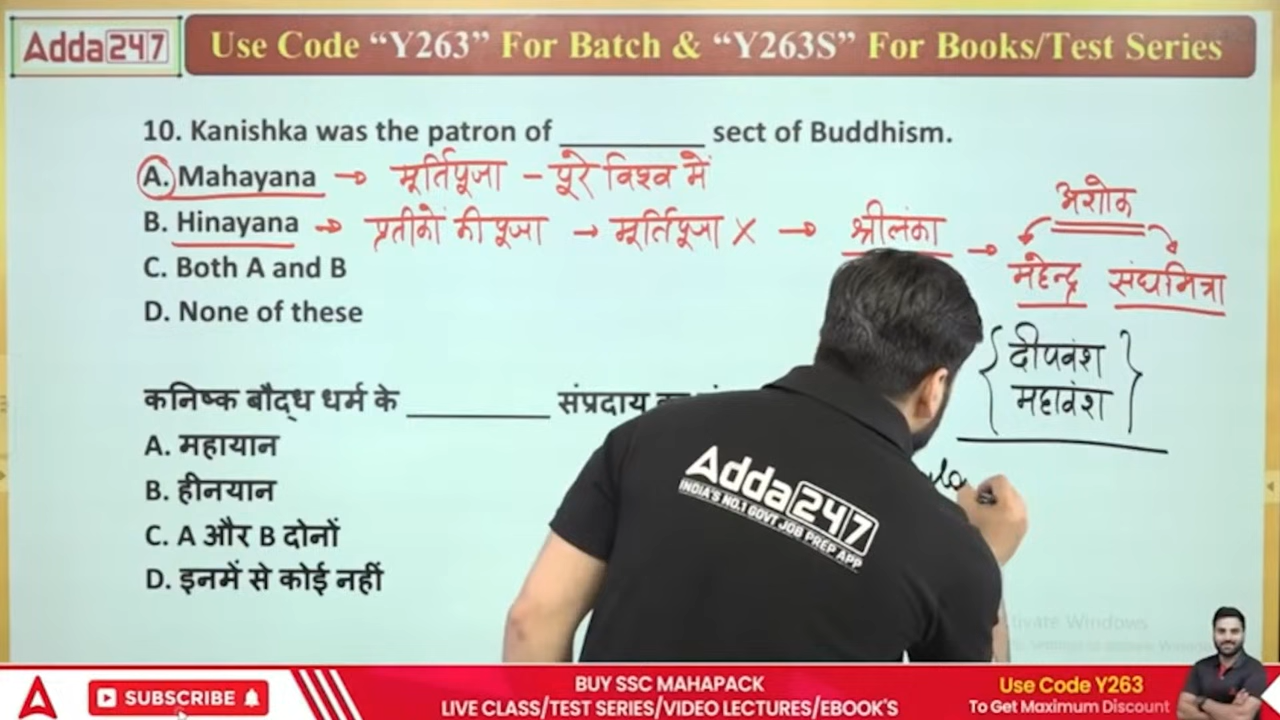 Adda247 Use Code “Y263” For Batch & “Y263S” For Books/Test Series
10. Kanishka was the patron of __________ sect of Buddhism.
A. Mahayana → मूर्तिपूजा – पूरे विश्व में
B. Hinayana → प्रतीकों की पूजा → मूर्तिपूजा X → श्रीलंका →
अशोक
महेन्द्र संघमित्रा
C. Both A and B
D. None of these
{दीपवंश
महावंश}
कनिष्क बौद्ध धर्म के __________ संप्रदाय
A. महायान
B. हीनयान
C. A और B दोनों
D. इनमें से कोई नहीं
Adda247
INDIA'S NO.1 GOVT JOB PREP APP
Activate Windows
SUBSCRIBE
BUY SSC MAHAPACK
LIVE CLASS/TEST SERIES/VIDEO LECTURES/EBOOK'S
Use Code Y263
To Get Maximum Discount